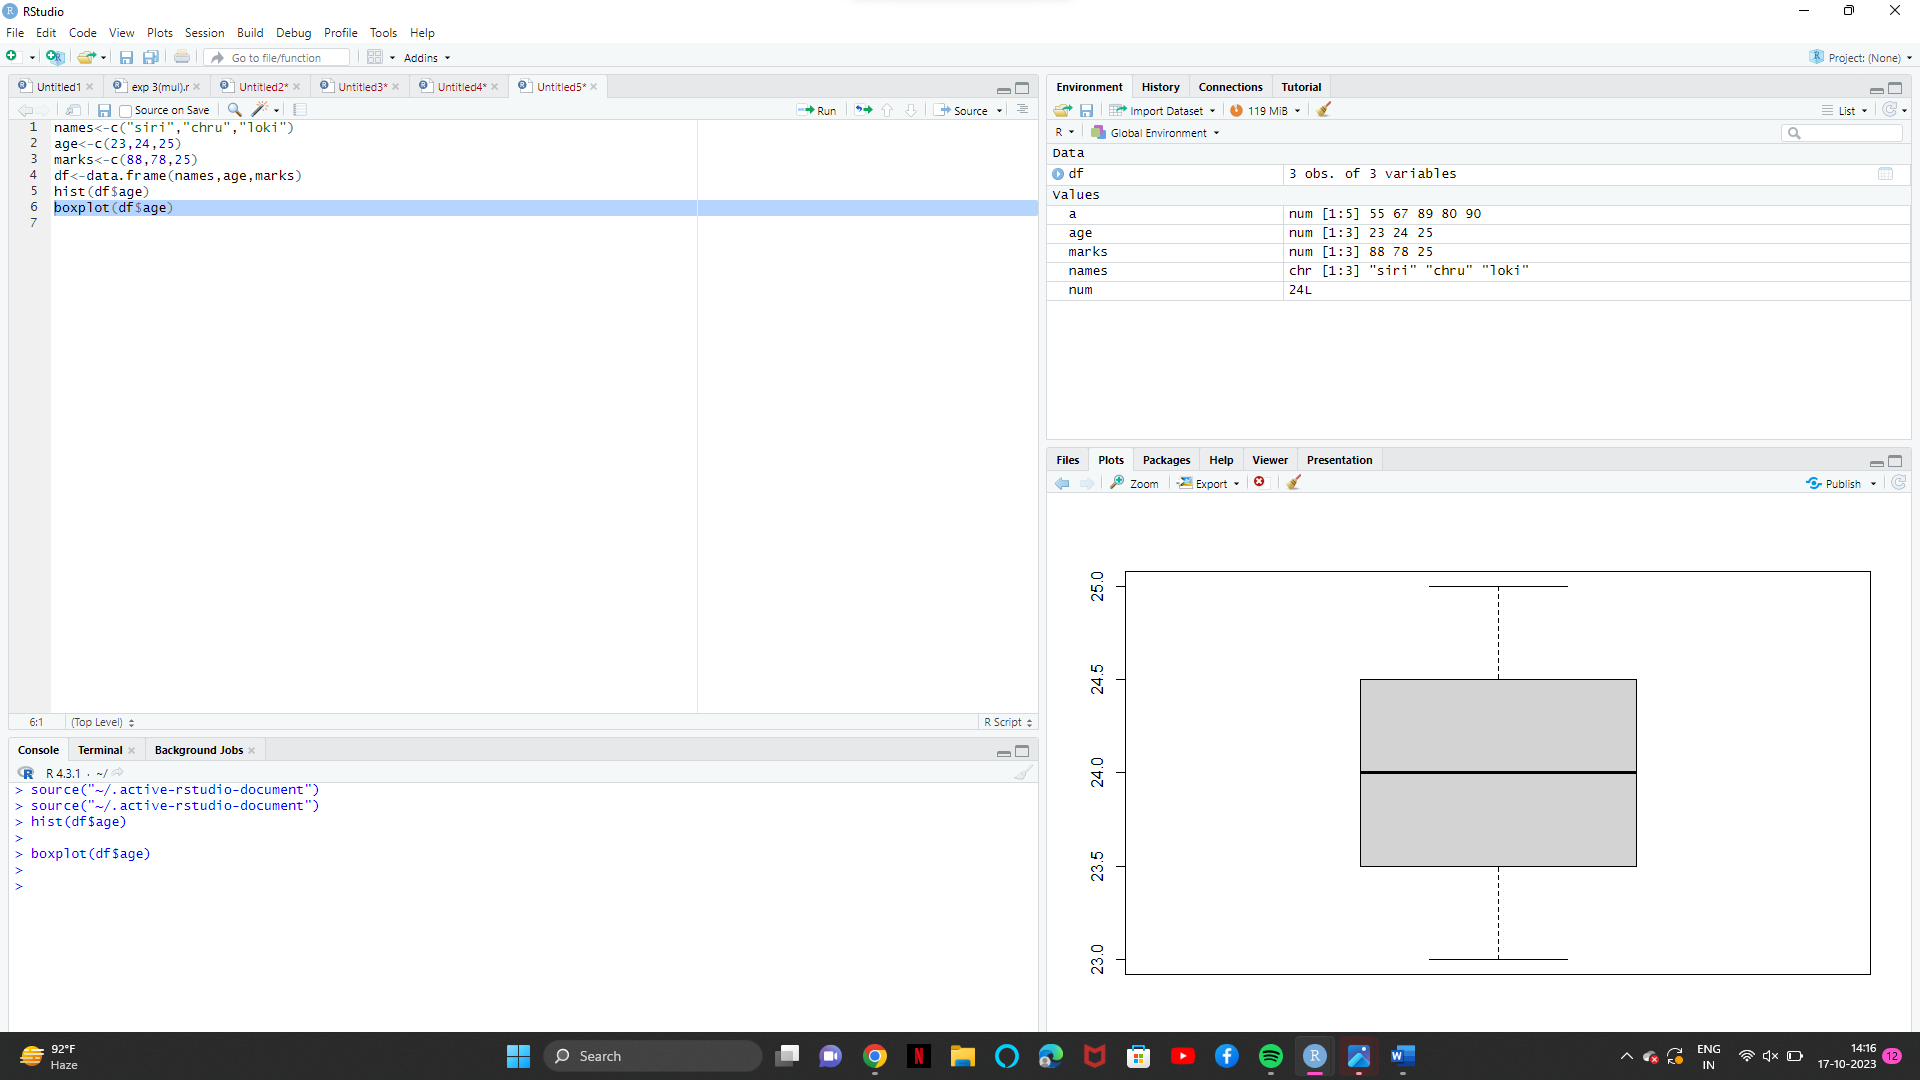 RStudio
File Edit Code View Plots Session Build Debug Profile Tools Help
Go to file/function Addins Project: (None)
Untitled1 exp 3(mul).r Untitled2* Untitled3* Untitled4* Untitled5*
Source on Save Run Source
1 names<-c("siri","chru","loki")
2 age<-c(23,24,25)
3 marks<-c(88,78,25)
4 df<-data.frame(names,age,marks)
5 hist(df$age)
6 boxplot(df$age)
7
6:1 (Top Level) R Script
Console Terminal Background Jobs
R 4.3.1 · ~/
> source("~/.active-rstudio-document")
> source("~/.active-rstudio-document")
> hist(df$age)
>
> boxplot(df$age)
>
>
Environment History Connections Tutorial
Import Dataset 119 MiB List
R Global Environment
Data
df 3 obs. of 3 variables
Values
a num [1:5] 55 67 89 80 90
age num [1:3] 23 24 25
marks num [1:3] 88 78 25
names chr [1:3] "siri" "chru" "loki"
num 24L
Files Plots Packages Help Viewer Presentation
Zoom Export Publish
25.0
24.5
24.0
23.5
23.0
92°F
Haze
Search
ENG
IN
14:16
17-10-2023
12